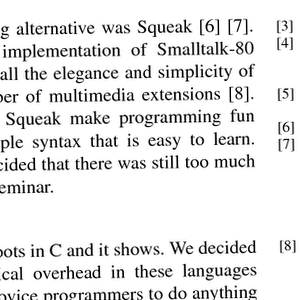 g alternative was Squeak [6] [7].
implementation of Smalltalk-80
all the elegance and simplicity of
er of multimedia extensions [8].
Squeak make programming fun
ple syntax that is easy to learn.
cided that there was still too much
eminar.
oots in C and it shows. We decided
ical overhead in these languages
ovice programmers to do anything
[3]
[4]
[5]
[6]
[7]
[8]